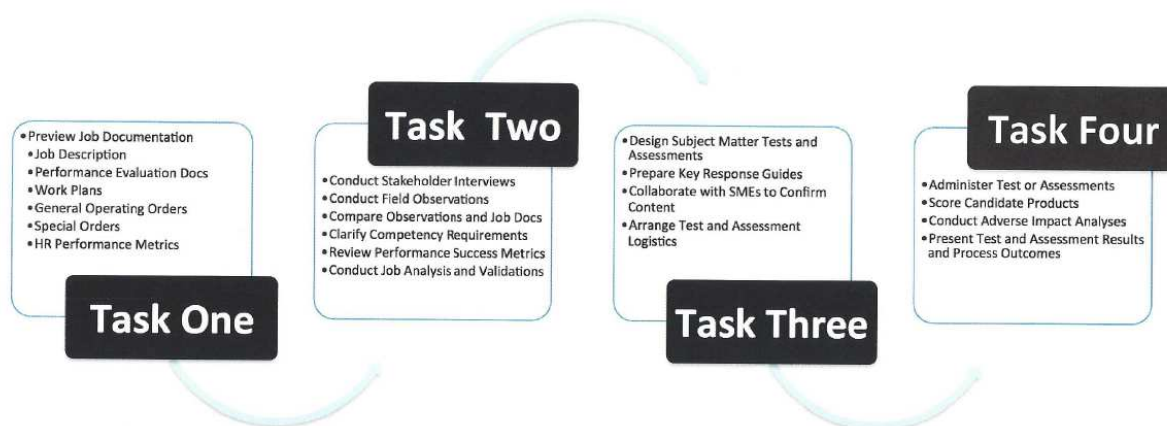 • Preview Job Documentation
• Job Description
• Performance Evaluation Docs
• Work Plans
• General Operating Orders
• Special Orders
• HR Performance Metrics
Task One
Task Two
• Conduct Stakeholder Interviews
• Conduct Field Observations
• Compare Observations and Job Docs
• Clarify Competency Requirements
• Review Performance Success Metrics
• Conduct Job Analysis and Validations
• Design Subject Matter Tests and
Assessments
• Prepare Key Response Guides
• Collaborate with SMEs to Confirm
Content
• Arrange Test and Assessment
Logistics
Task Three
Task Four
• Administer Test or Assessments
• Score Candidate Products
• Conduct Adverse Impact Analyses
• Present Test and Assessment Results
and Process Outcomes